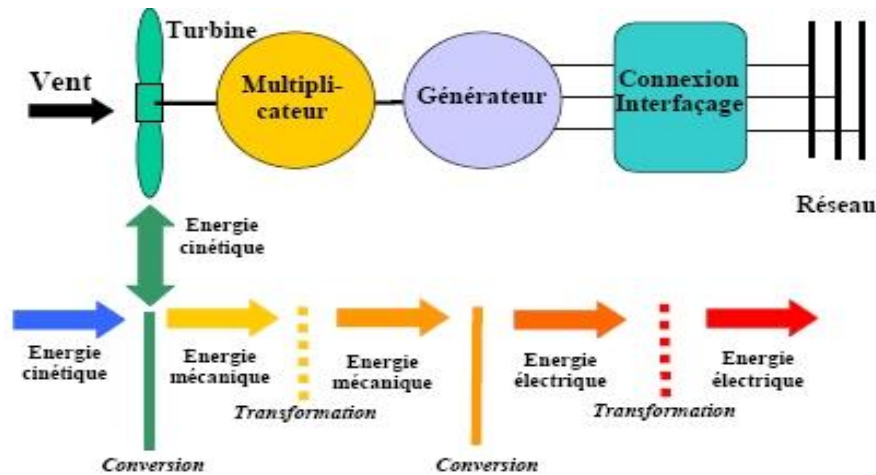 Turbine
Vent
Multipli-
cateur
Générateur
Connexion
Interfaçage
Réseau
Energie
cinétique
Energie
cinétique
Energie
mécanique
Energie
mécanique
Energie
électrique
Energie
électrique
Transformation
Transformation
Conversion
Conversion